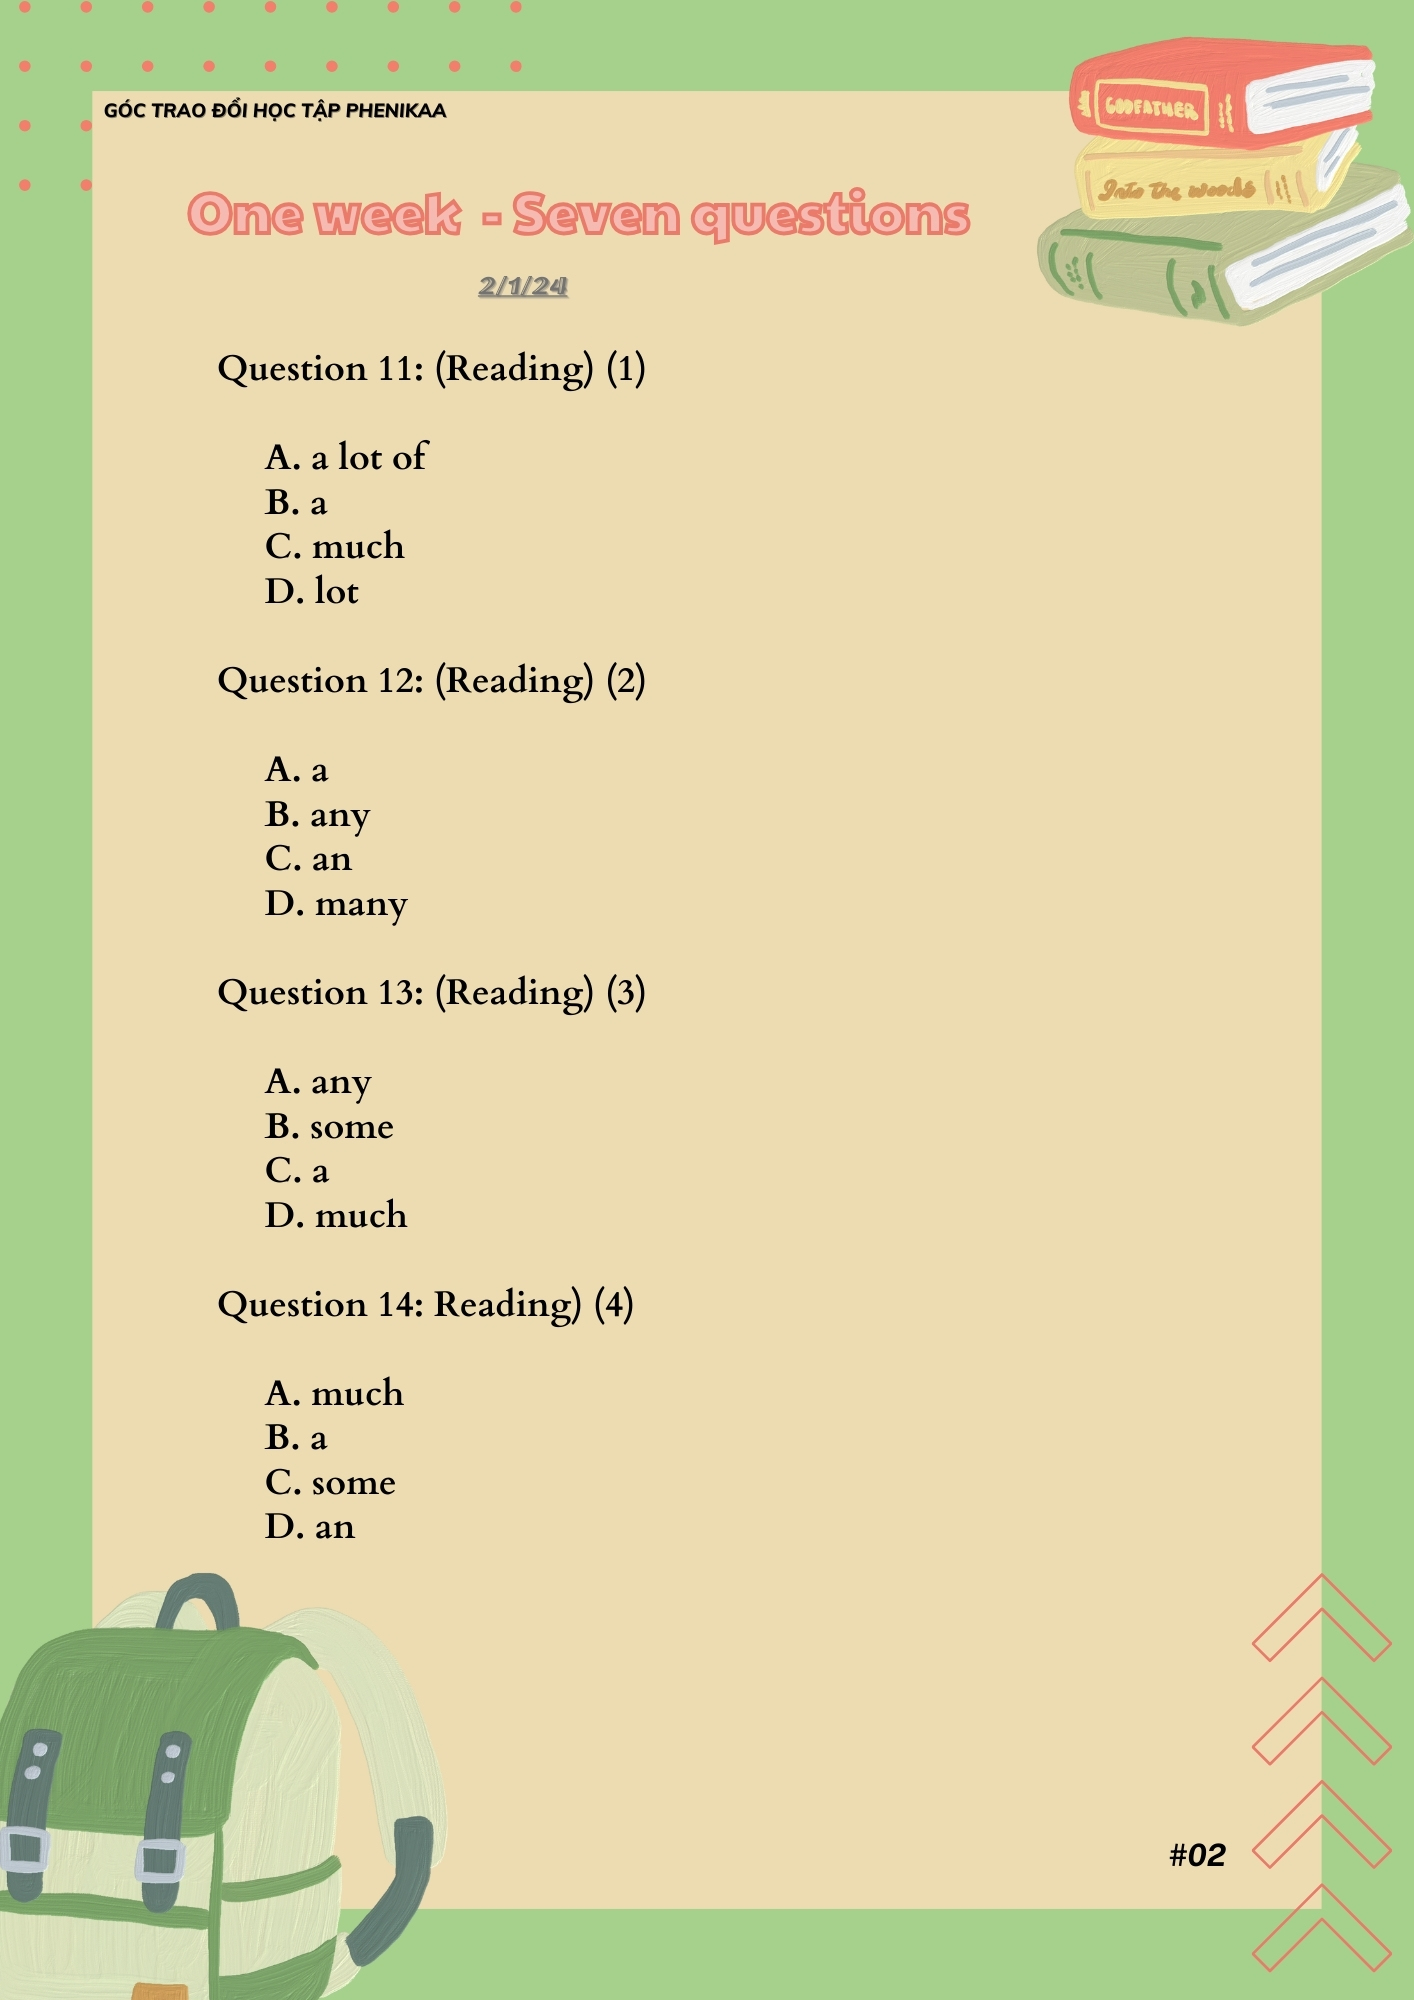 GÓC TRAO ĐỔI HỌC TẬP PHENIKAA
GODFATHER
Into the woods
One week - Seven questions
2/1/24
Question 11: (Reading) (1)
A. a lot of
B. a
C. much
D. lot
Question 12: (Reading) (2)
A. a
B. any
C. an
D. many
Question 13: (Reading) (3)
A. any
B. some
C. a
D. much
Question 14: Reading) (4)
A. much
B. a
C. some
D. an
#02